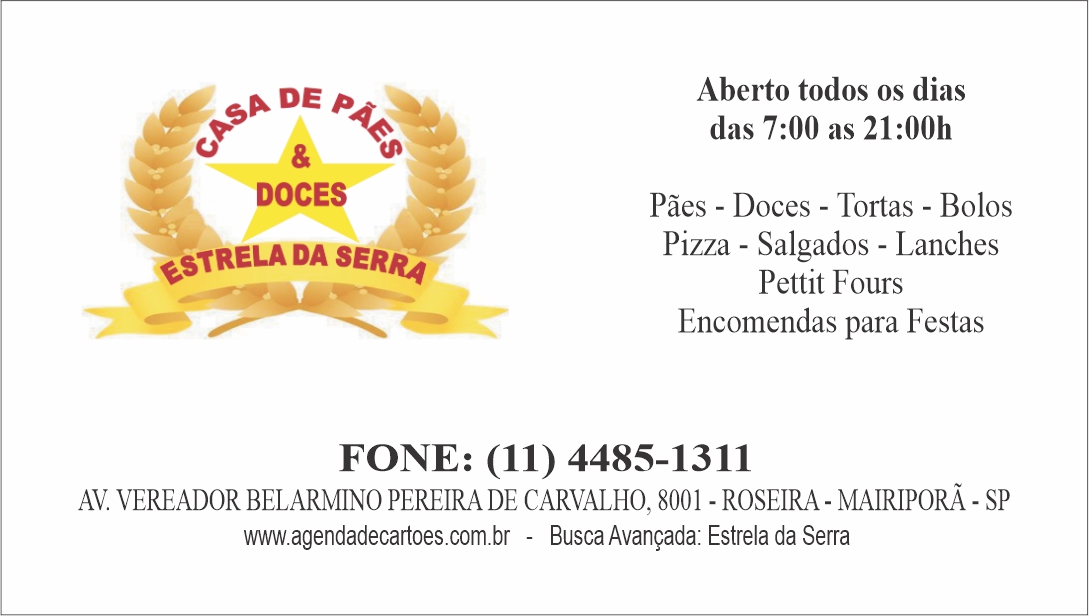 CASA DE PÃES
&
DOCES
ESTRELA DA SERRA
Aberto todos os dias
das 7:00 as 21:00h
Pães - Doces - Tortas - Bolos
Pizza - Salgados - Lanches
Pettit Fours
Encomendas para Festas
FONE: (11) 4485-1311
AV. VEREADOR BELARMINO PEREIRA DE CARVALHO, 8001 - ROSEIRA - MAIRIPORÃ - SP
www.agendadecartoes.com.br - Busca Avançada: Estrela da Serra